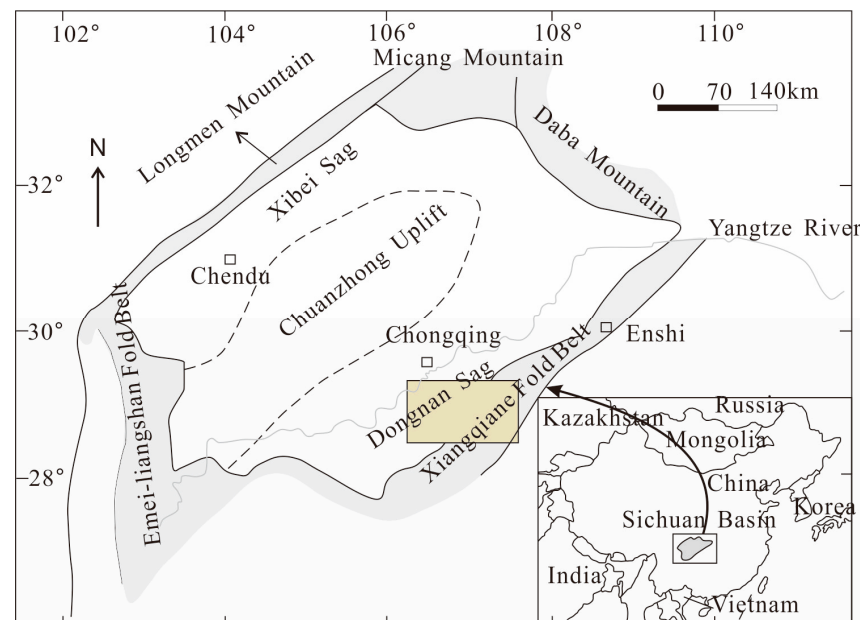 102°
104°
106°
108°
110°
Micang Mountain
0 70 140km
Longmen Mountain
Daba Mountain
N
Xibei Sag
32°
Yangtze River
Chuanzhong Uplift
Chendu
30°
Chongqing
Enshi
Emei-liangshan Fold Belt
Dongnan Sag
Xiangqiane Fold Belt
28°
Russia
Kazakhstan
Mongolia
China
Korea
Sichuan Basin
India
Vietnam